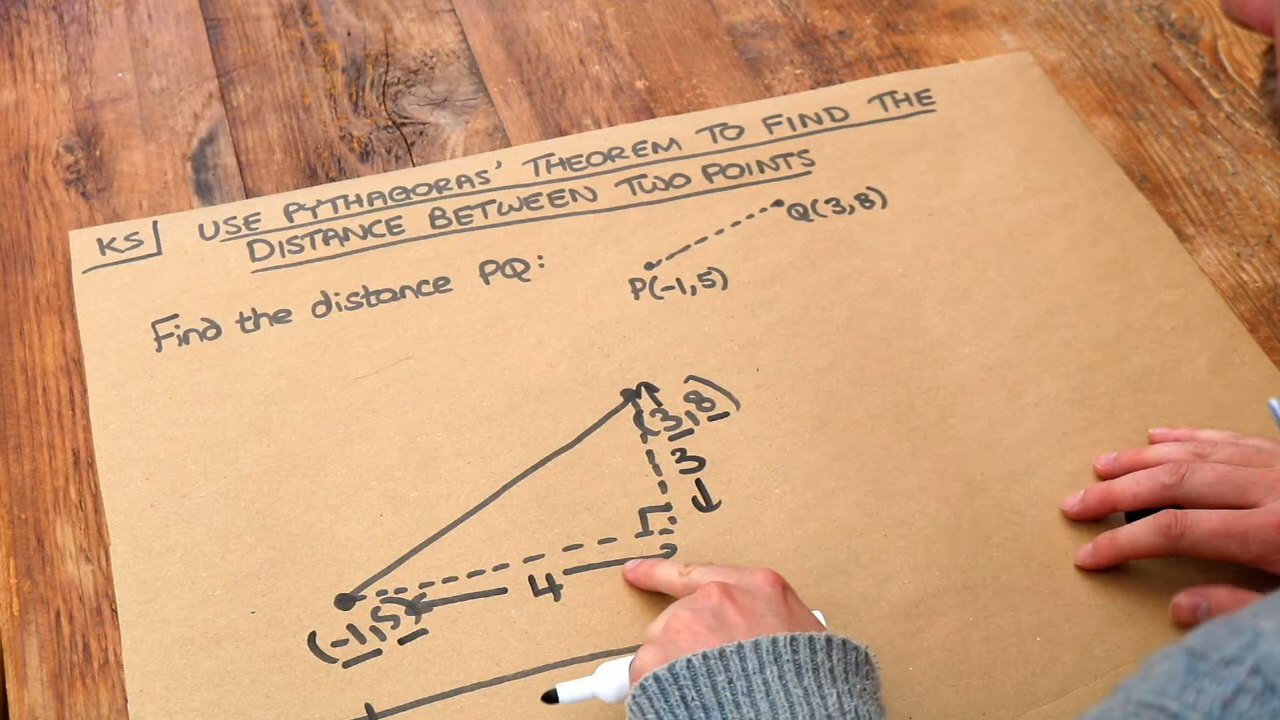 KS USE PYTHAGORAS' THEOREM TO FIND THE
DISTANCE BETWEEN TWO POINTS
Find the distance PQ:
Q(3,8)
P(-1,5)
(3,8)
3
4
(-1,5)